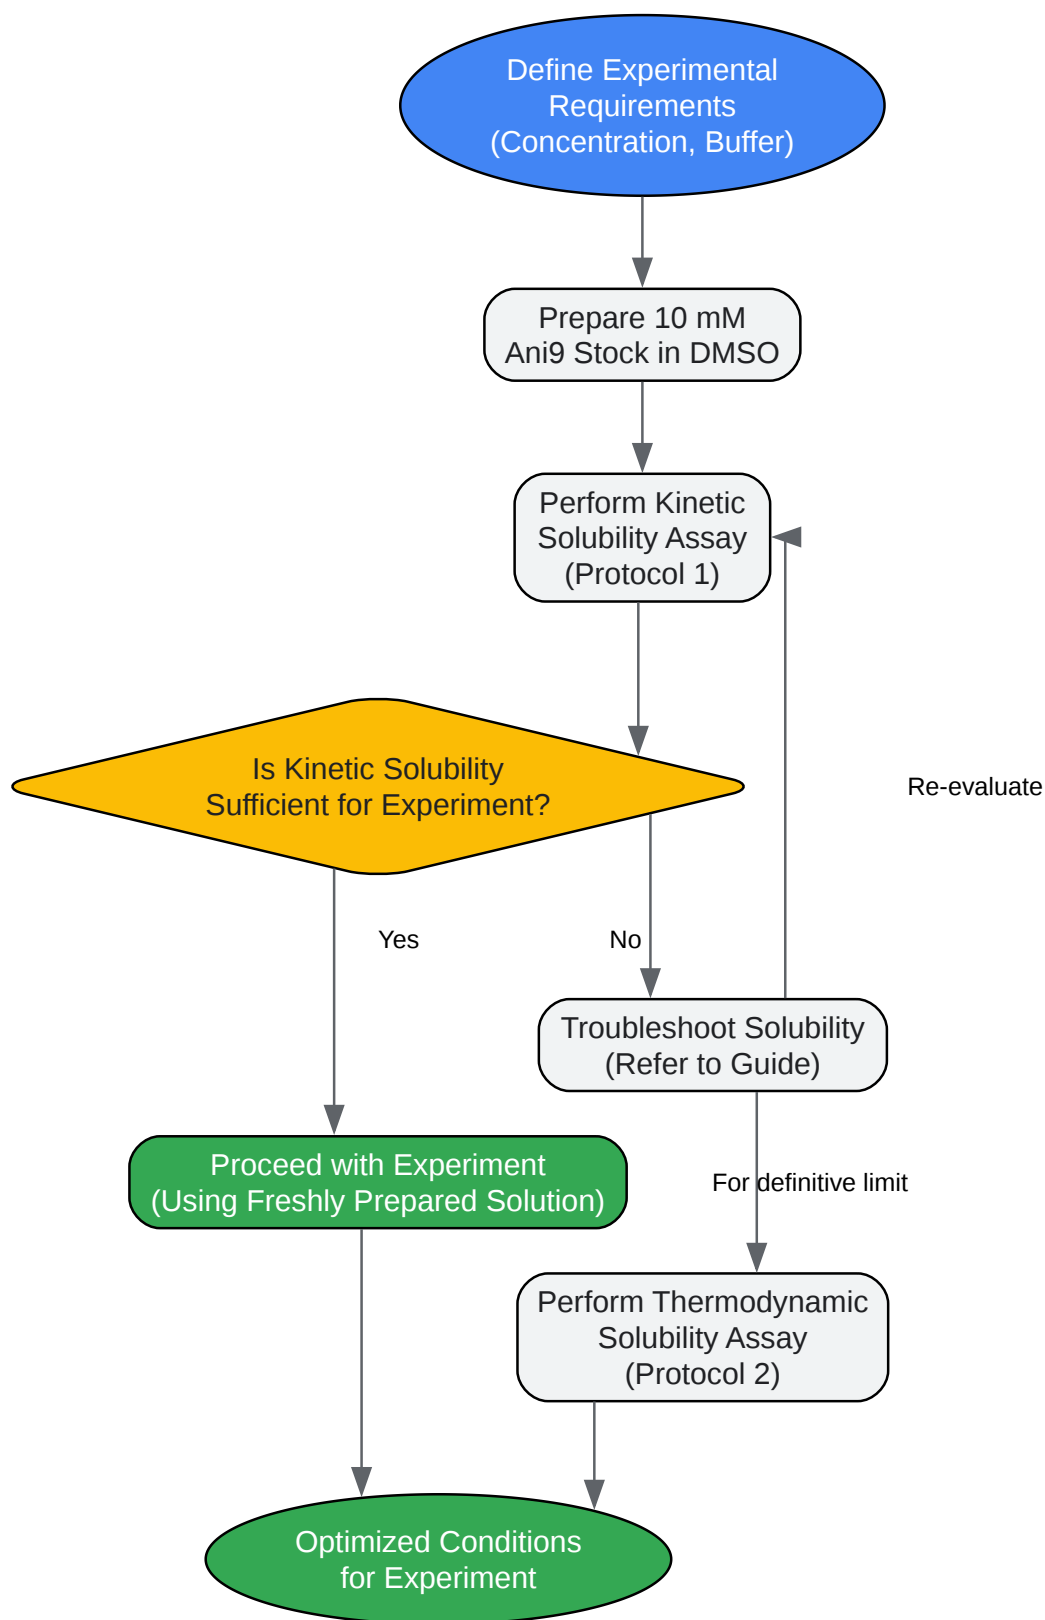 Define Experimental
Requirements
(Concentration, Buffer)
Prepare 10 mM
Ani9 Stock in DMSO
Perform Kinetic
Solubility Assay
(Protocol 1)
Is Kinetic Solubility
Sufficient for Experiment?
Re-evaluate
Yes
No
Troubleshoot Solubility
(Refer to Guide)
Proceed with Experiment
(Using Freshly Prepared Solution)
For definitive limit
Perform Thermodynamic
Solubility Assay
(Protocol 2)
Optimized Conditions
for Experiment